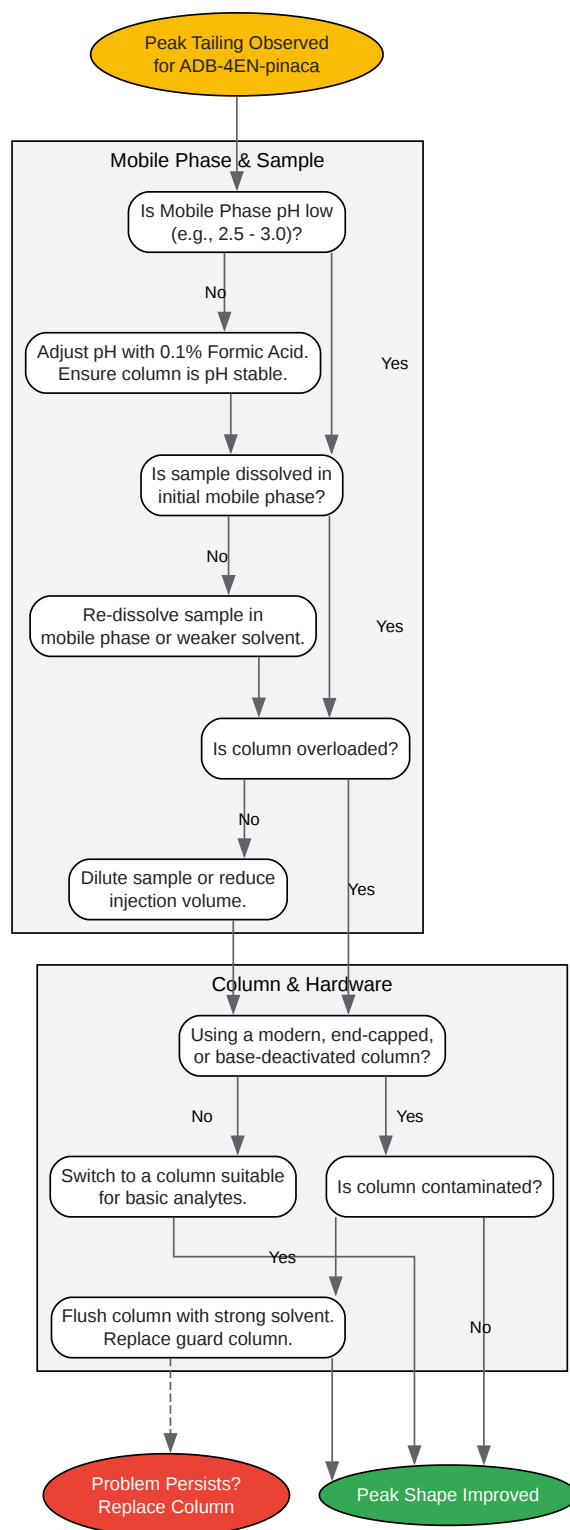 Peak Tailing Observed
for ADB-4EN-pinaca
Mobile Phase & Sample
Is Mobile Phase pH low
(e.g., 2.5 - 3.0)?
No
Adjust pH with 0.1% Formic Acid.
Ensure column is pH stable.
Yes
Is sample dissolved in
initial mobile phase?
No
Re-dissolve sample in
mobile phase or weaker solvent.
Yes
Is column overloaded?
No
Dilute sample or reduce
injection volume.
Yes
Column & Hardware
Using a modern, end-capped,
or base-deactivated column?
No
Yes
Switch to a column suitable
for basic analytes.
Is column contaminated?
Yes
Flush column with strong solvent.
Replace guard column.
No
Problem Persists?
Replace Column
Peak Shape Improved